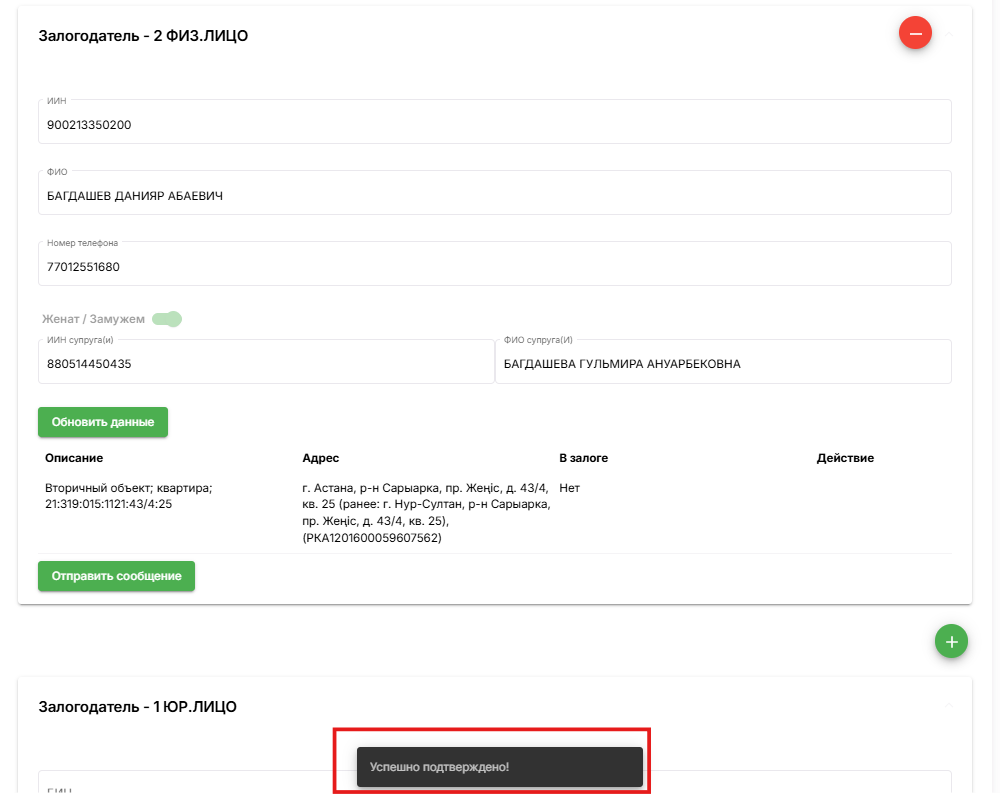 Залогодатель - 2 ФИЗ.ЛИЦО
ИИН
900213350200
ФИО
БАГДАШЕВ ДАНИЯР АБАЕВИЧ
Номер телефона
77012551680
Женат / Замужем
ИИН супруга(и)
880514450435
ФИО супруга(И)
БАГДАШЕВА ГУЛЬМИРА АНУАРБЕКОВНА
Обновить данные
Описание Адрес В залоге Действие
Вторичный объект; квартира;
21:319:015:1121:43/4:25
г. Астана, р-н Сарыарка, пр. Жеңіс, д. 43/4,
кв. 25 (ранее: г. Нур-Султан, р-н Сарыарка,
пр. Жеңіс, д. 43/4, кв. 25),
(РКА1201600059607562)
Нет
Отправить сообщение
Залогодатель - 1 ЮР.ЛИЦО
Успешно подтверждено!
БИН